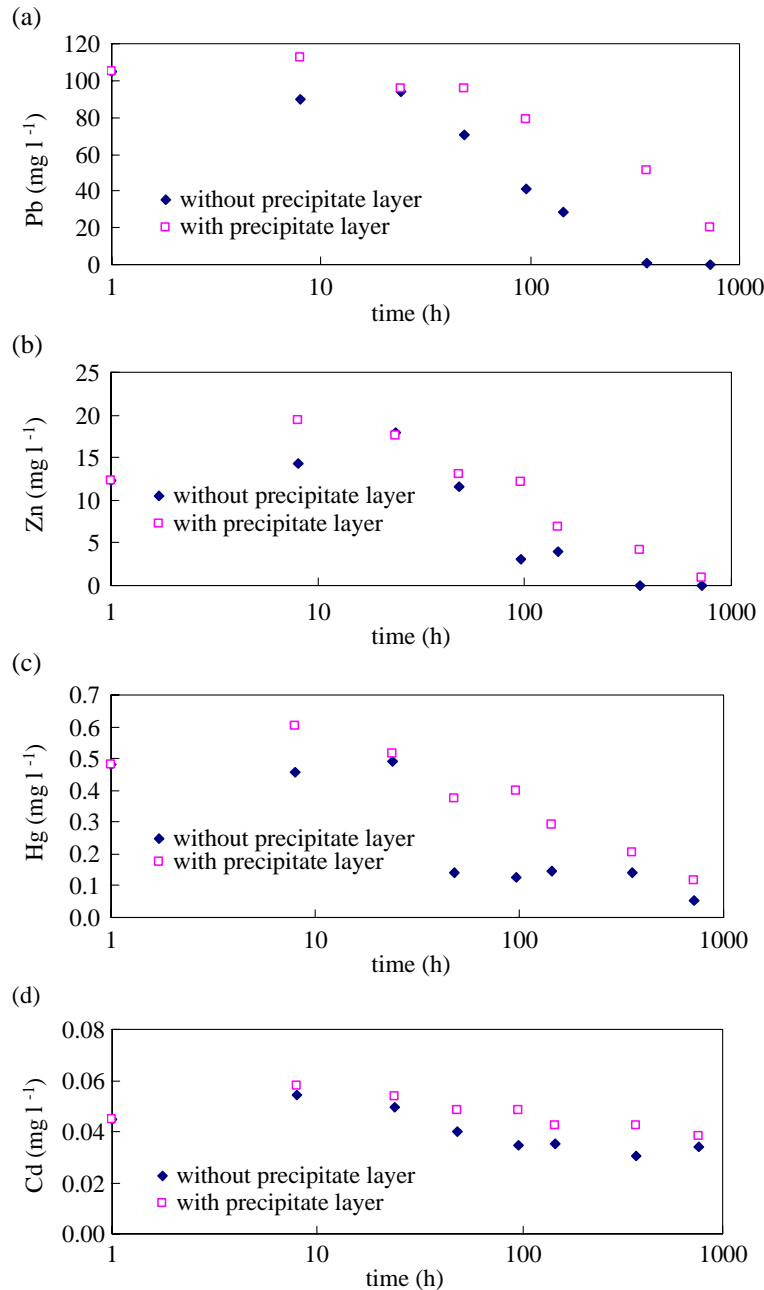 (a)
120
100
80
60
40
20
0
Pb (mg l -1)
without precipitate layer
with precipitate layer
1 10 100 1000
time (h)
(b)
25
20
15
10
5
0
Zn (mg l -1)
without precipitate layer
with precipitate layer
1 10 100 1000
time (h)
(c)
0.7
0.6
0.5
0.4
0.3
0.2
0.1
0.0
Hg (mg l -1)
without precipitate layer
with precipitate layer
1 10 100 1000
time (h)
(d)
0.08
0.06
0.04
0.02
0.00
Cd (mg l -1)
without precipitate layer
with precipitate layer
1 10 100 1000
time (h)